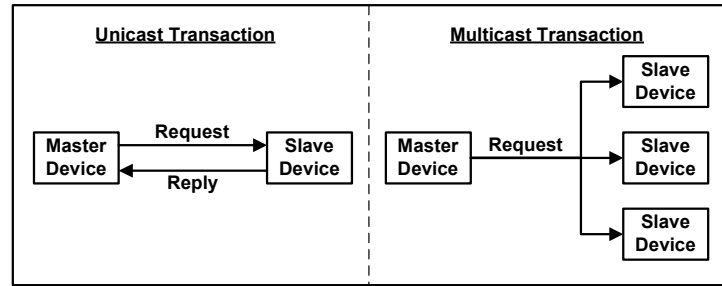 Unicast Transaction
Master
Device
Request
Reply
Slave
Device
Multicast Transaction
Master
Device
Request
Slave
Device
Slave
Device
Slave
Device